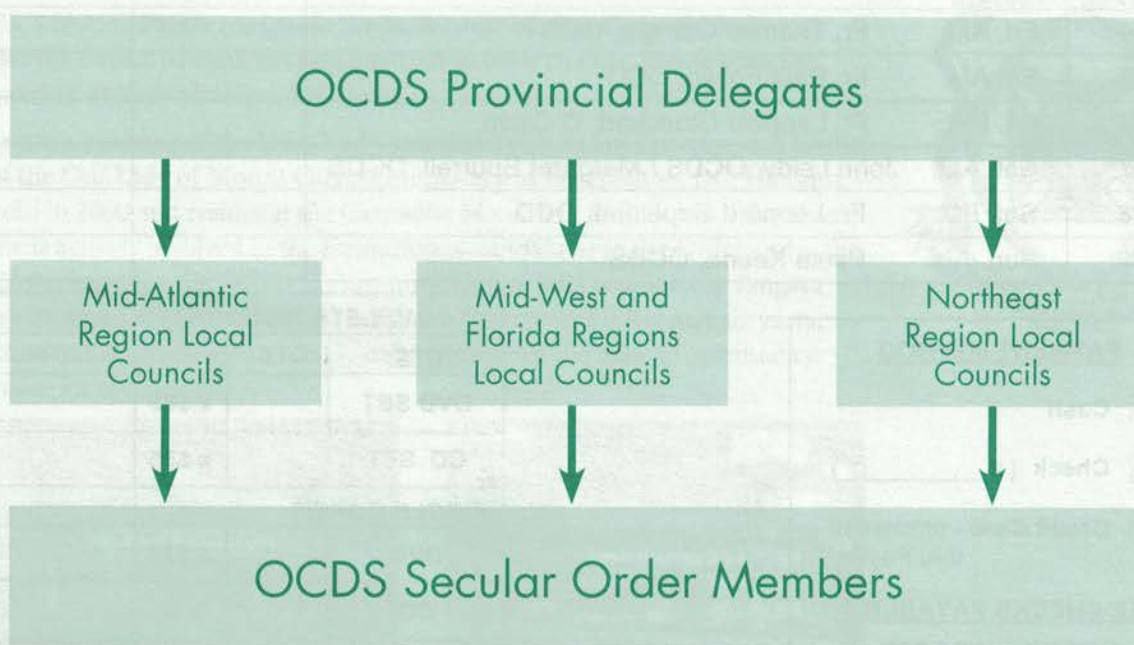 OCDS Provincial Delegates
Mid-Atlantic
Region Local
Councils
Mid-West and
Florida Regions
Local Councils
Northeast
Region Local
Councils
OCDS Secular Order Members